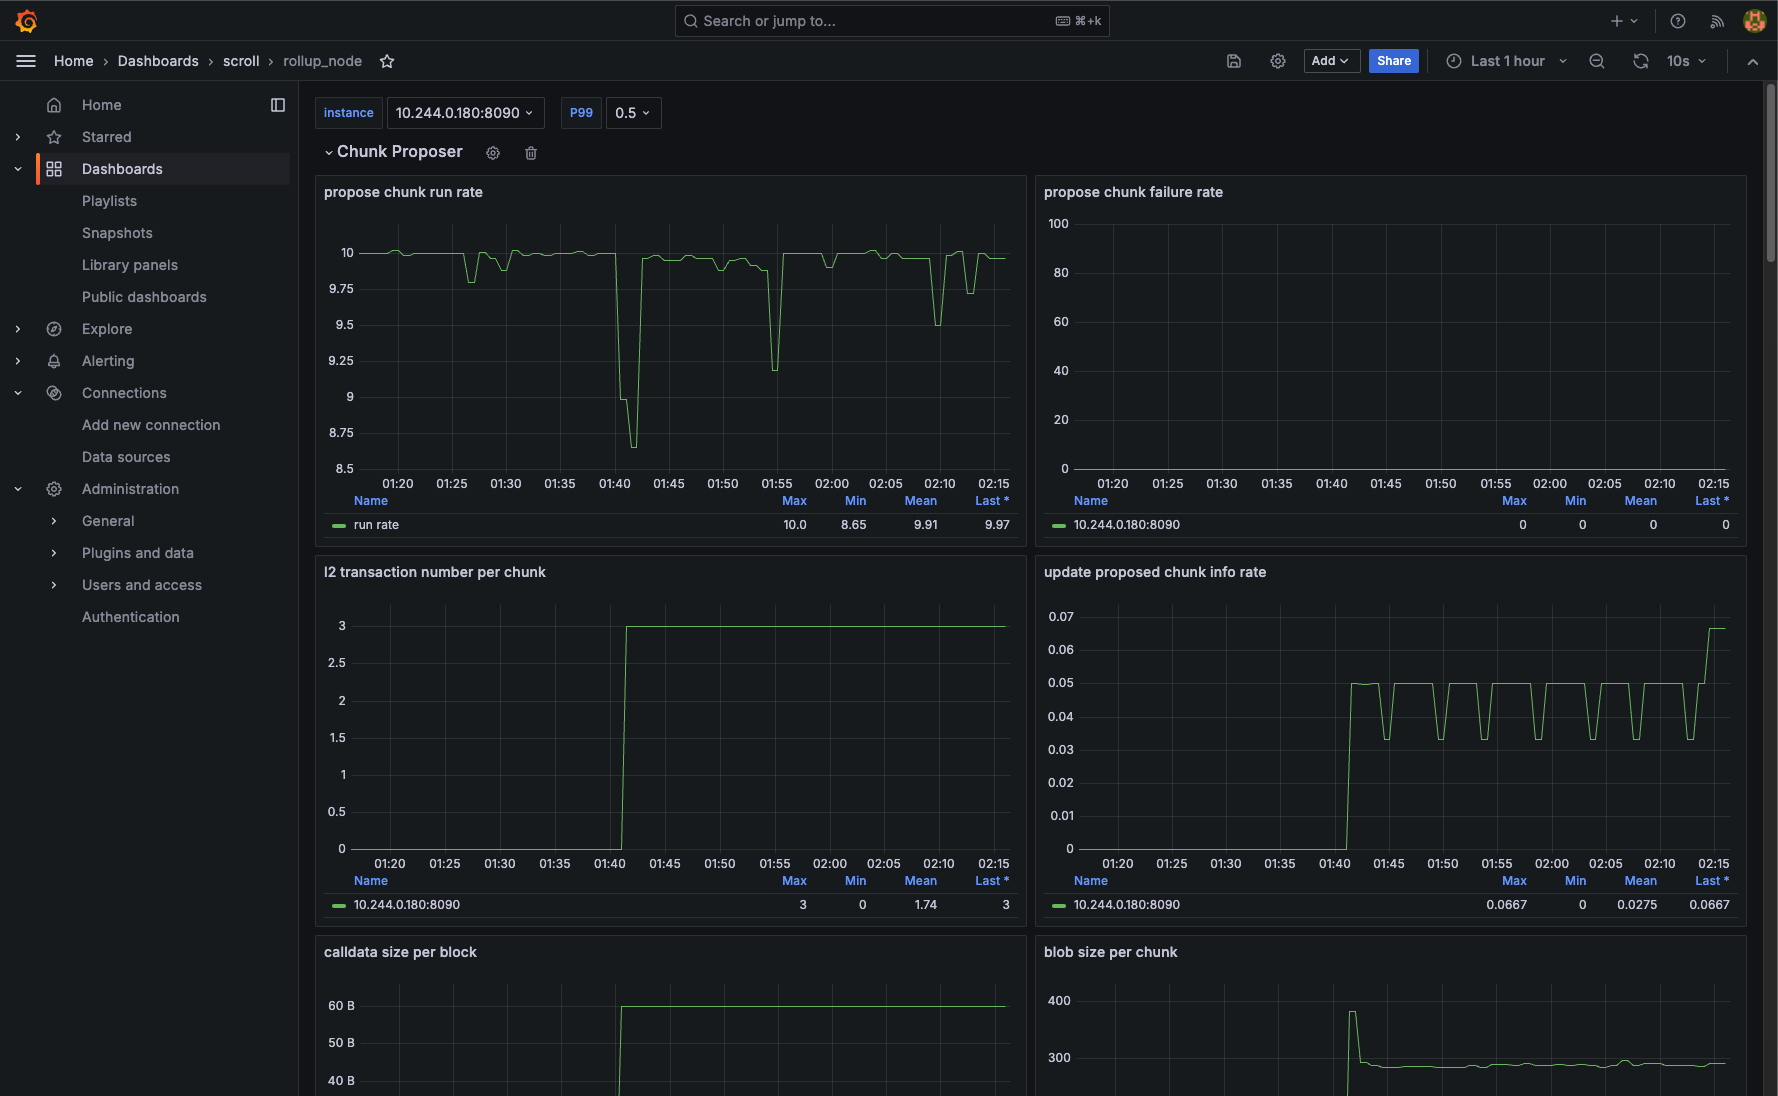 Search or jump to...
⌘+k
Home › Dashboards › scroll › rollup_node
Add
Share
Last 1 hour
10s
Home
Starred
Dashboards
Playlists
Snapshots
Library panels
Public dashboards
Explore
Alerting
Connections
Add new connection
Data sources
Administration
General
Plugins and data
Users and access
Authentication
instance 10.244.0.180:8090 P99 0.5
Chunk Proposer
propose chunk run rate
10
9.75
9.5
9.25
9
8.75
8.5
01:20 01:25 01:30 01:35 01:40 01:45 01:50 01:55 02:00 02:05 02:10 02:15
Name Max Min Mean Last *
run rate 10.0 8.65 9.91 9.97
propose chunk failure rate
100
80
60
40
20
0
01:20 01:25 01:30 01:35 01:40 01:45 01:50 01:55 02:00 02:05 02:10 02:15
Name Max Min Mean Last *
10.244.0.180:8090 0 0 0 0
l2 transaction number per chunk
3
2.5
2
1.5
1
0.5
0
01:20 01:25 01:30 01:35 01:40 01:45 01:50 01:55 02:00 02:05 02:10 02:15
Name Max Min Mean Last *
10.244.0.180:8090 3 0 1.74 3
update proposed chunk info rate
0.07
0.06
0.05
0.04
0.03
0.02
0.01
0
01:20 01:25 01:30 01:35 01:40 01:45 01:50 01:55 02:00 02:05 02:10 02:15
Name Max Min Mean Last *
10.244.0.180:8090 0.0667 0 0.0275 0.0667
calldata size per block
60 B
50 B
40 B
blob size per chunk
400
300